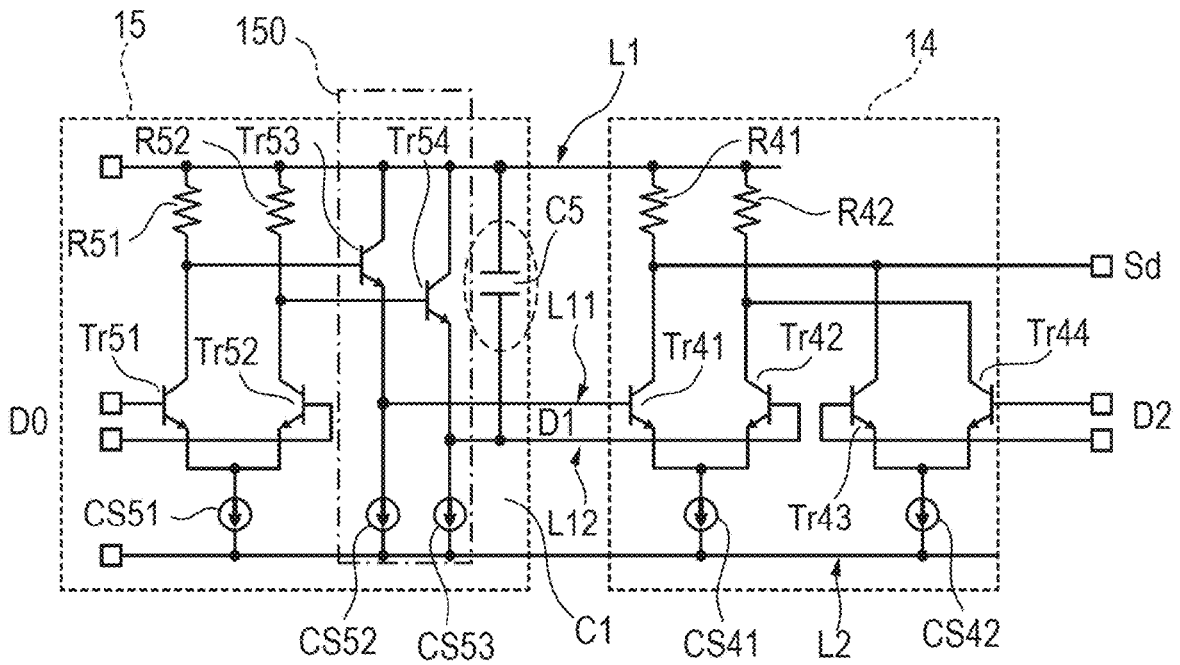 15
150
L1
14
R52
Tr53
Tr54
R41
R51
C5
R42
Sd
L11
Tr51
Tr52
Tr41
Tr42
Tr44
D0
D1
D2
CS51
L12
Tr43
CS52
CS53
C1
CS41
L2
CS42